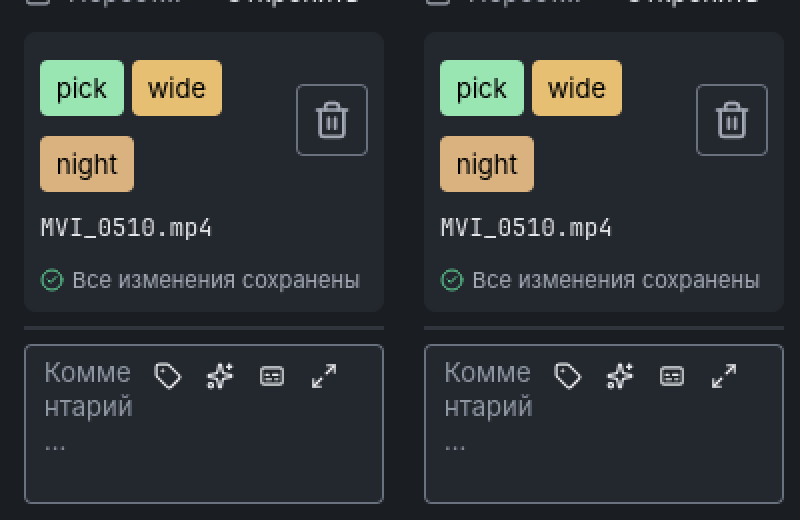 pick wide
night
MVI_0510.mp4
Все изменения сохранены
Комме
нтарий
...
pick wide
night
MVI_0510.mp4
Все изменения сохранены
Комме
нтарий
...